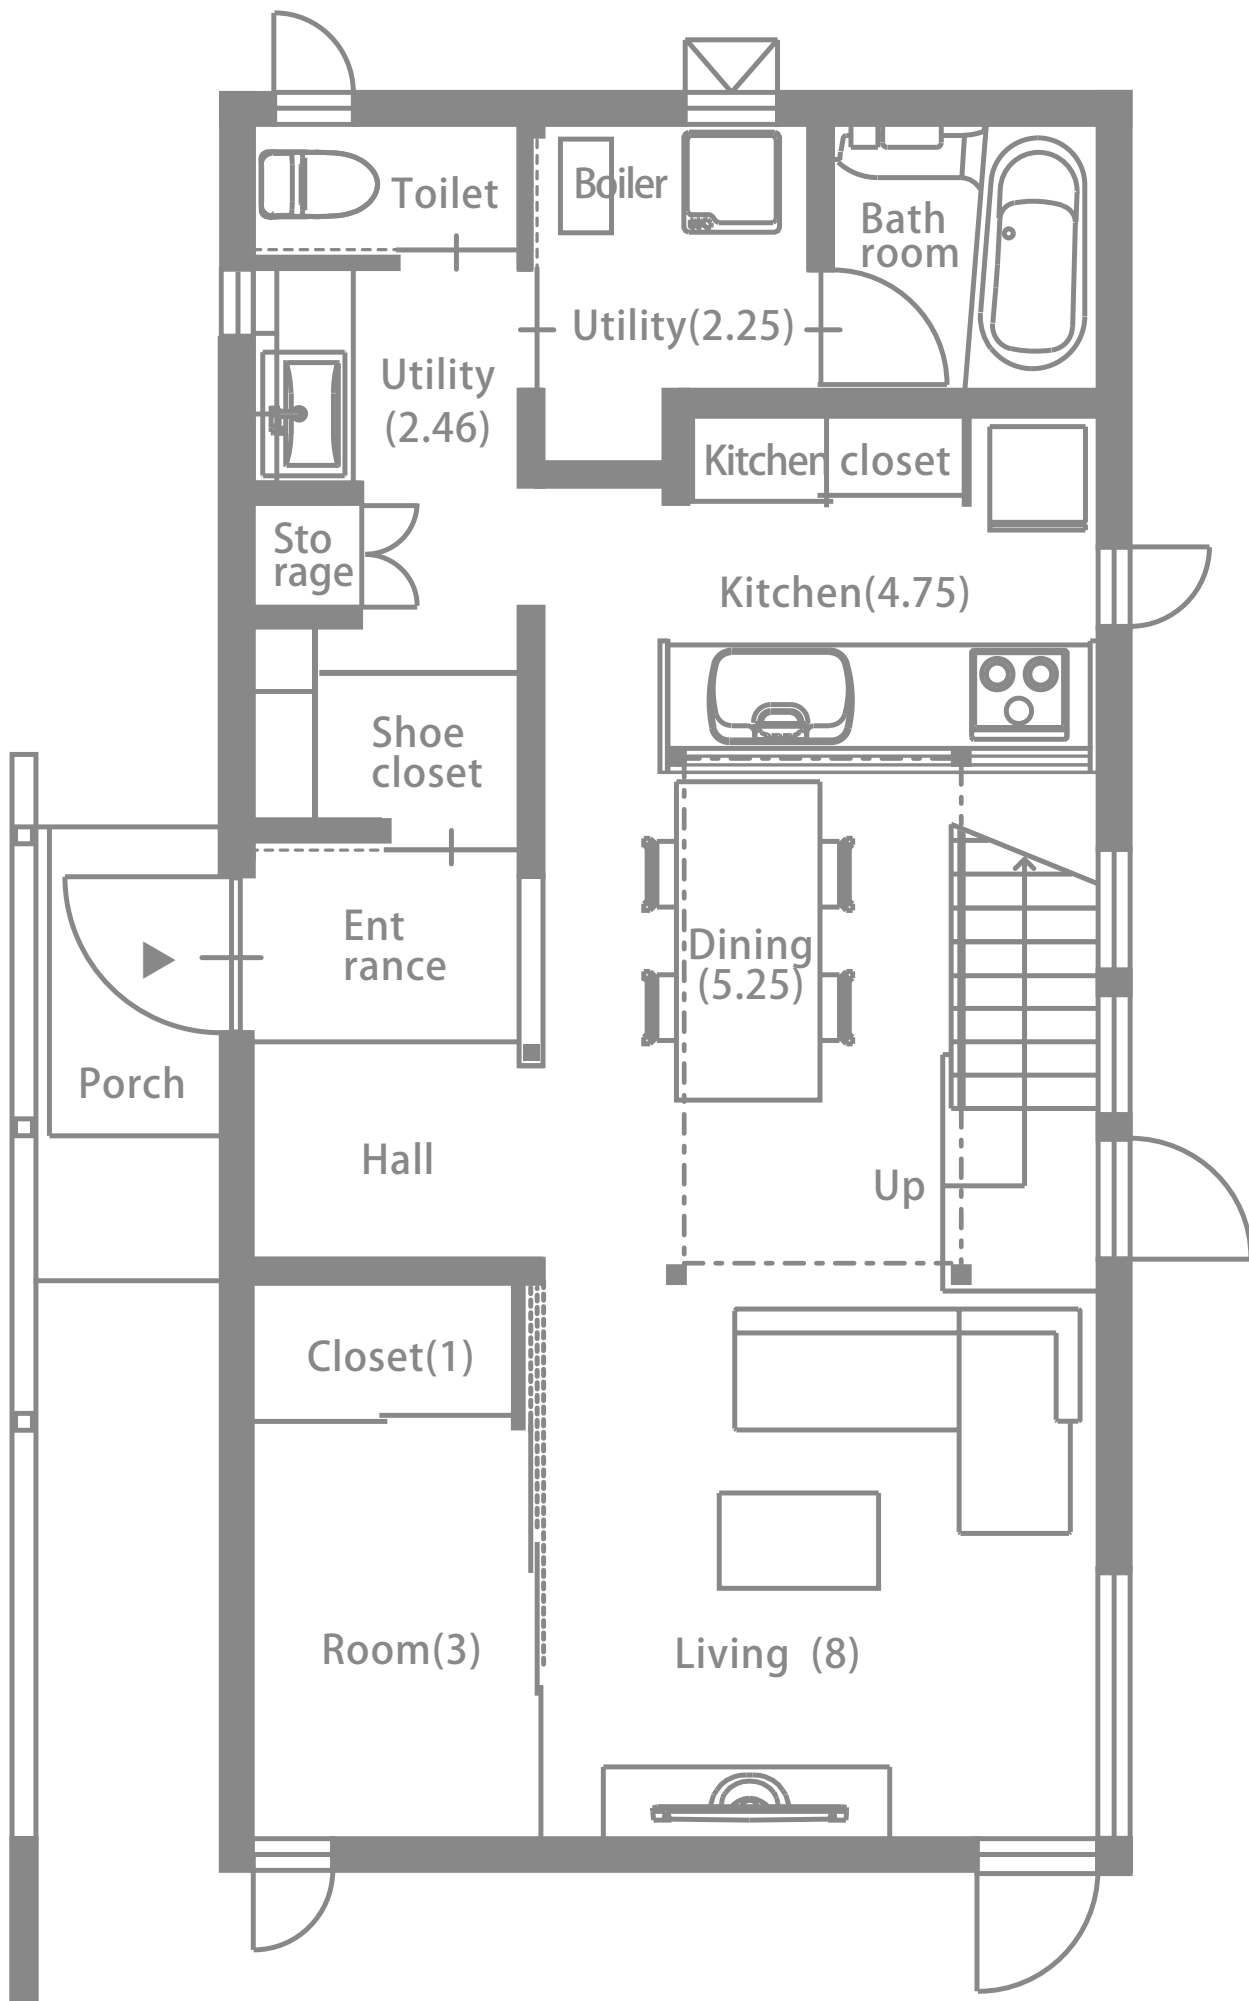 Toilet
Boiler
Bath
room
Utility(2.25)
Utility
(2.46)
Kitchen closet
Sto
rage
Kitchen(4.75)
Shoe
closet
Ent
rance
Dining
(5.25)
Porch
Hall
Up
Closet(1)
Room(3)
Living (8)